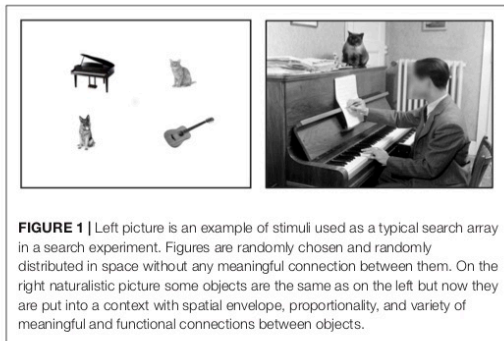 FIGURE 1 | Left picture is an example of stimuli used as a typical search array
in a search experiment. Figures are randomly chosen and randomly
distributed in space without any meaningful connection between them. On the
right naturalistic picture some objects are the same as on the left but now they
are put into a context with spatial envelope, proportionality, and variety of
meaningful and functional connections between objects.